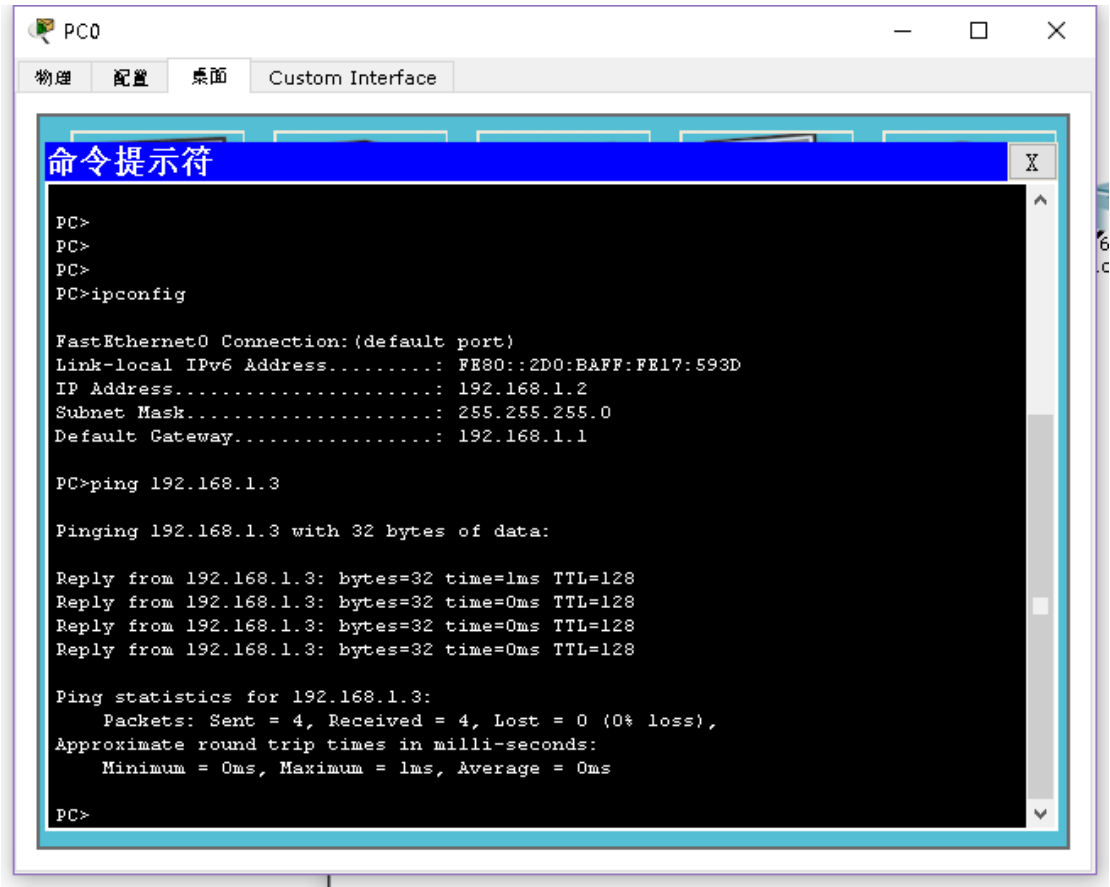 PC0
物理 配置 桌面 Custom Interface
命令提示符 X
PC>
PC>
PC>
PC>ipconfig
FastEthernet0 Connection:(default port)
Link-local IPv6 Address.........: FE80::2D0:BAFF:FE17:593D
IP Address......................: 192.168.1.2
Subnet Mask.....................: 255.255.255.0
Default Gateway.................: 192.168.1.1
PC>ping 192.168.1.3
Pinging 192.168.1.3 with 32 bytes of data:
Reply from 192.168.1.3: bytes=32 time=1ms TTL=128
Reply from 192.168.1.3: bytes=32 time=0ms TTL=128
Reply from 192.168.1.3: bytes=32 time=0ms TTL=128
Reply from 192.168.1.3: bytes=32 time=0ms TTL=128
Ping statistics for 192.168.1.3:
Packets: Sent = 4, Received = 4, Lost = 0 (0% loss),
Approximate round trip times in milli-seconds:
Minimum = 0ms, Maximum = 1ms, Average = 0ms
PC>